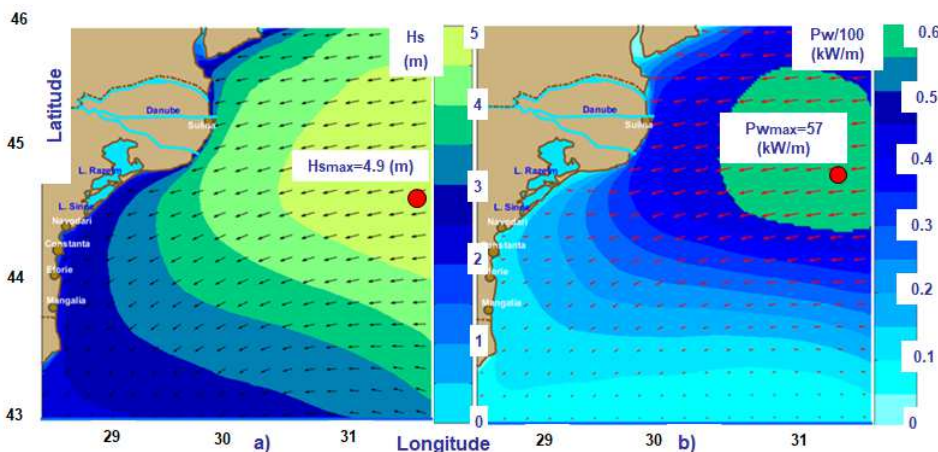 46
45
44
43
Latitude
Hs
(m)
Danube
Sulina
Hsmax=4.9 (m)
L. Razelm
L. Sinoe
Navodari
Constanta
Eforie
Mangalia
5
4
3
2
1
0
29
30
31
a)
Longitude
Pw/100
(kW/m)
Danube
Sulina
Pwmax=57
(kW/m)
L. Razelm
L. Sinoe
Navodari
Constanta
Eforie
Mangalia
0.6
0.5
0.4
0.3
0.2
0.1
0
29
30
31
b)